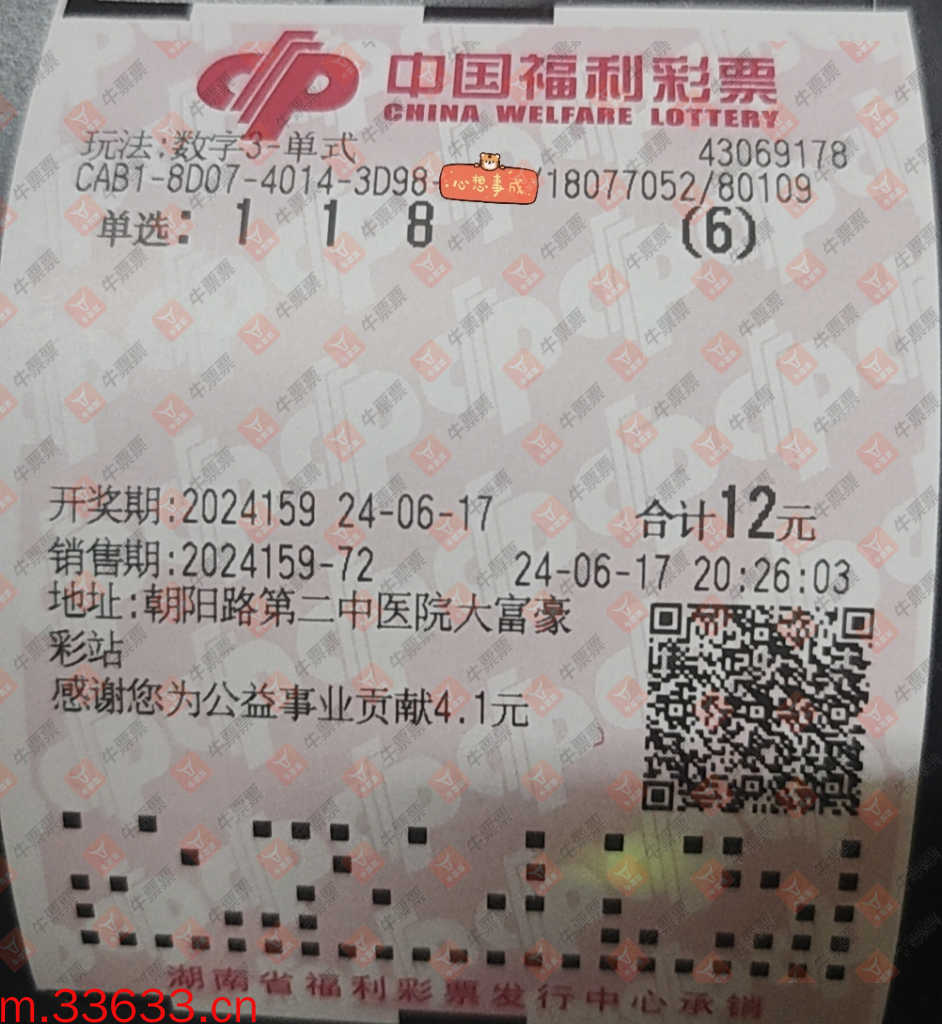 中国福利彩票
CHINA WELFARE LOTTERY
玩法:数字3-单式 43069178
CAB1-8D07-4014-3D98- 心想事成 /18077052/80109
单选: 1 1 8 (6)
开奖期:2024159 24-06-17 合计12元
销售期:2024159-72 24-06-17 20:26:03
地址:朝阳路第二中医院大富豪
彩站
感谢您为公益事业贡献4.1元
湖南省福利彩票发行中心承销
m.33633.cn
牛票票